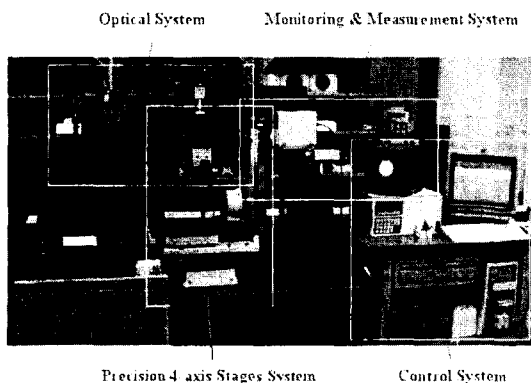 Optical System
Monitoring & Measurement System
Precision 4-axis Stages System
Control System